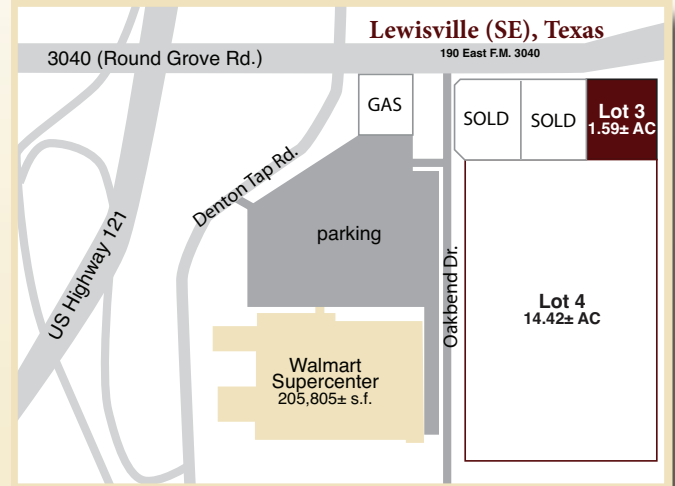 Lewisville (SE), Texas
190 East F.M. 3040
3040 (Round Grove Rd.)
GAS
SOLD
SOLD
Lot 3
1.59± AC
Denton Tap Rd.
parking
US Highway 121
Oakbend Dr.
Lot 4
14.42± AC
Walmart
Supercenter
205,805± s.f.